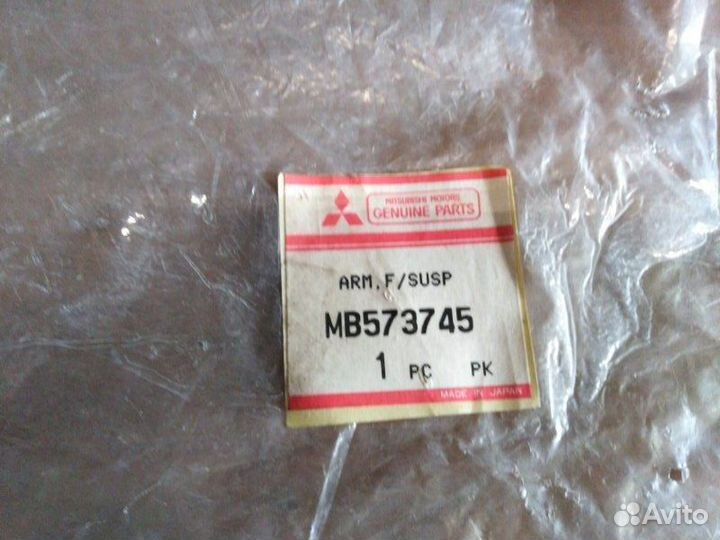 MITSUBISHI MOTORS
GENUINE PARTS
ARM, F/SUSP
MB573745
1 PC PK
MADE IN JAPAN
Avito